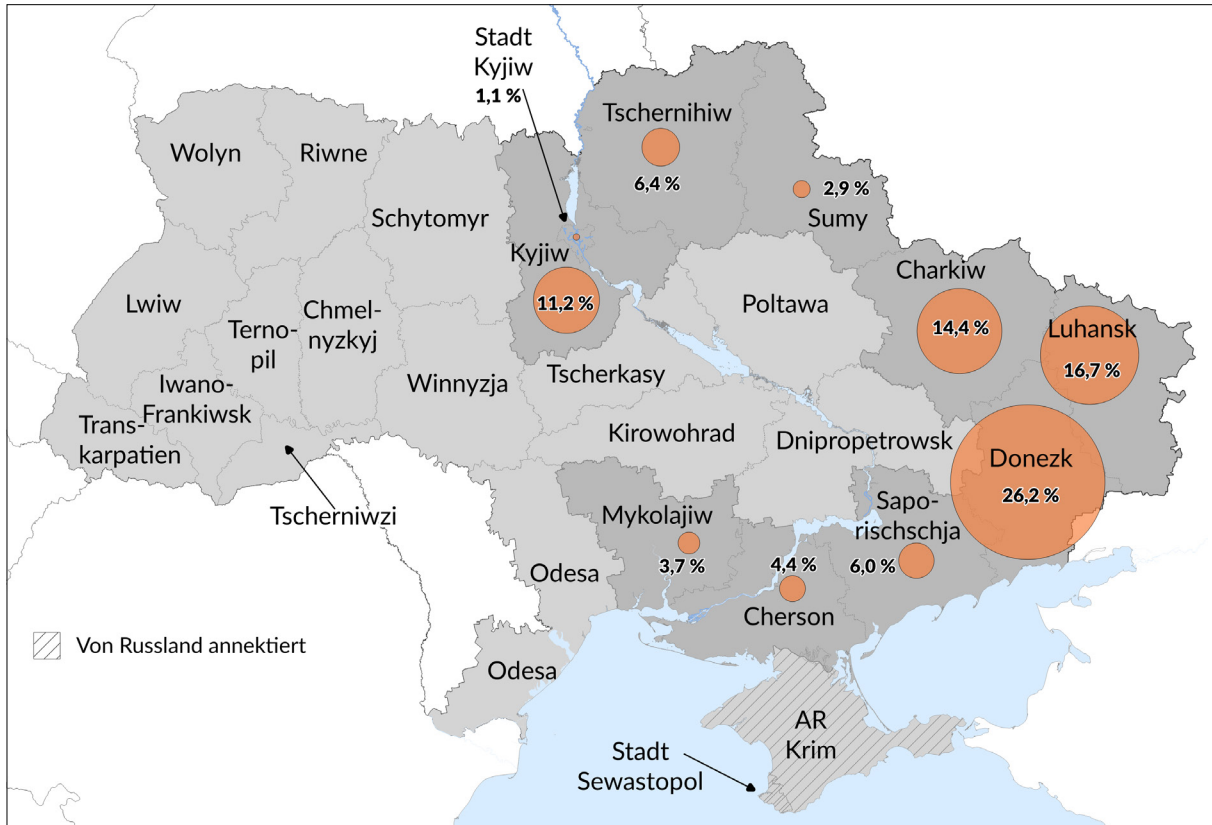 Stadt
Kyjiw
1,1 %
Tschernihiw
6,4 %
2,9 %
Sumy
Wolyn
Riwne
Schytomyr
Kyjiw
11,2 %
Charkiw
14,4 %
Luhansk
16,7 %
Poltawa
Lwiw
Terno-
pil
Chmel-
nyzkyj
Iwano-
Frankiwsk
Trans-
karpatien
Winnyzja
Tscherkasy
Kirowohrad
Dnipropetrowsk
Donezk
26,2 %
Tscherniwzi
Mykolajiw
3,7 %
4,4 %
Cherson
Sapo-
rischschja
6,0 %
Odesa
Odesa
Von Russland annektiert
AR
Krim
Stadt
Sewastopol